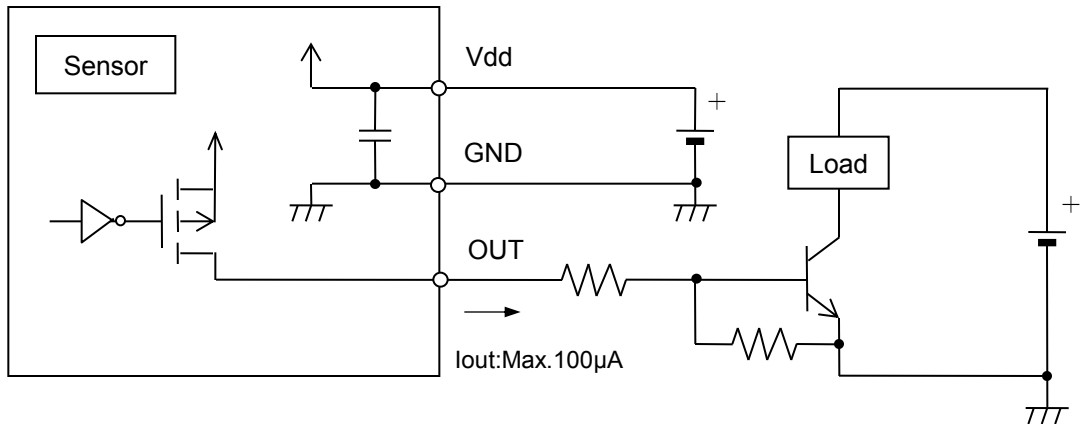 Vdd
Sensor
+
GND
Load
+
OUT
Iout:Max.100µA